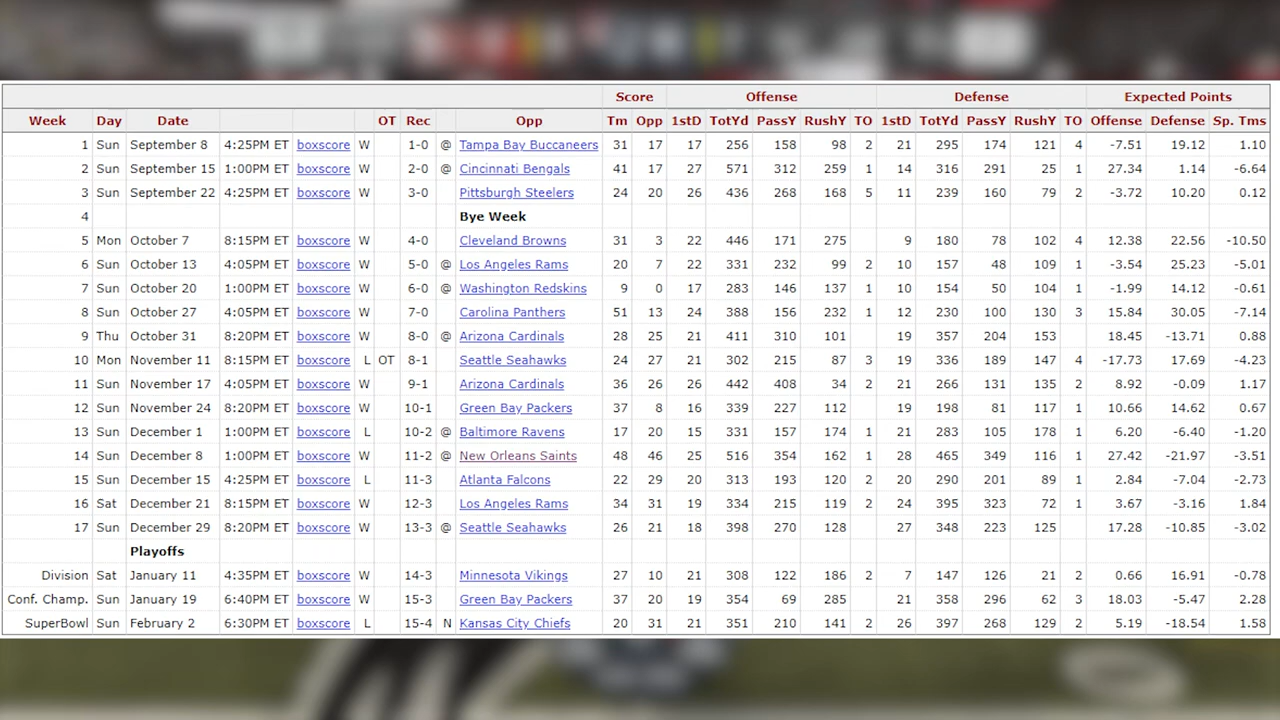 Score Offense Defense Expected Points
Week Day Date OT Rec Opp Tm Opp 1stD TotYd PassY RushY TO 1stD TotYd PassY RushY TO Offense Defense Sp. Tms
1 Sun September 8 4:25PM ET boxscore W 1-0 @ Tampa Bay Buccaneers 31 17 17 256 158 98 2 21 295 174 121 4 -7.51 19.12 1.10
2 Sun September 15 1:00PM ET boxscore W 2-0 @ Cincinnati Bengals 41 17 27 571 312 259 1 14 316 291 25 1 27.34 1.14 -6.64
3 Sun September 22 4:25PM ET boxscore W 3-0 Pittsburgh Steelers 24 20 26 436 268 168 5 11 239 160 79 2 -3.72 10.20 0.12
4 Bye Week
5 Mon October 7 8:15PM ET boxscore W 4-0 Cleveland Browns 31 3 22 446 171 275 9 180 78 102 4 12.38 22.56 -10.50
6 Sun October 13 4:05PM ET boxscore W 5-0 @ Los Angeles Rams 20 7 22 331 232 99 2 10 157 48 109 1 -3.54 25.23 -5.01
7 Sun October 20 1:00PM ET boxscore W 6-0 @ Washington Redskins 9 0 17 283 146 137 1 10 154 50 104 1 -1.99 14.12 -0.61
8 Sun October 27 4:05PM ET boxscore W 7-0 Carolina Panthers 51 13 24 388 156 232 1 12 230 100 130 3 15.84 30.05 -7.14
9 Thu October 31 8:20PM ET boxscore W 8-0 @ Arizona Cardinals 28 25 21 411 310 101 19 357 204 153 18.45 -13.71 0.88
10 Mon November 11 8:15PM ET boxscore L OT 8-1 Seattle Seahawks 24 27 21 302 215 87 3 19 336 189 147 4 -17.73 17.69 -4.23
11 Sun November 17 4:05PM ET boxscore W 9-1 Arizona Cardinals 36 26 26 442 408 34 2 21 266 131 135 2 8.92 -0.09 1.17
12 Sun November 24 8:20PM ET boxscore W 10-1 Green Bay Packers 37 8 16 339 227 112 19 198 81 117 1 10.66 14.62 0.67
13 Sun December 1 1:00PM ET boxscore L 10-2 @ Baltimore Ravens 17 20 15 331 157 174 1 21 283 105 178 1 6.20 -6.40 -1.20
14 Sun December 8 1:00PM ET boxscore W 11-2 @ New Orleans Saints 48 46 25 516 354 162 1 28 465 349 116 1 27.42 -21.97 -3.51
15 Sun December 15 4:25PM ET boxscore L 11-3 Atlanta Falcons 22 29 20 313 193 120 2 20 290 201 89 1 2.84 -7.04 -2.73
16 Sat December 21 8:15PM ET boxscore W 12-3 Los Angeles Rams 34 31 19 334 215 119 2 24 395 323 72 1 3.67 -3.16 1.84
17 Sun December 29 8:20PM ET boxscore W 13-3 @ Seattle Seahawks 26 21 18 398 270 128 27 348 223 125 17.28 -10.85 -3.02
Playoffs
Division Sat January 11 4:35PM ET boxscore W 14-3 Minnesota Vikings 27 10 21 308 122 186 2 7 147 126 21 2 0.66 16.91 -0.78
Conf. Champ. Sun January 19 6:40PM ET boxscore W 15-3 Green Bay Packers 37 20 19 354 69 285 21 358 296 62 3 18.03 -5.47 2.28
SuperBowl Sun February 2 6:30PM ET boxscore L 15-4 N Kansas City Chiefs 20 31 21 351 210 141 2 26 397 268 129 2 5.19 -18.54 1.58